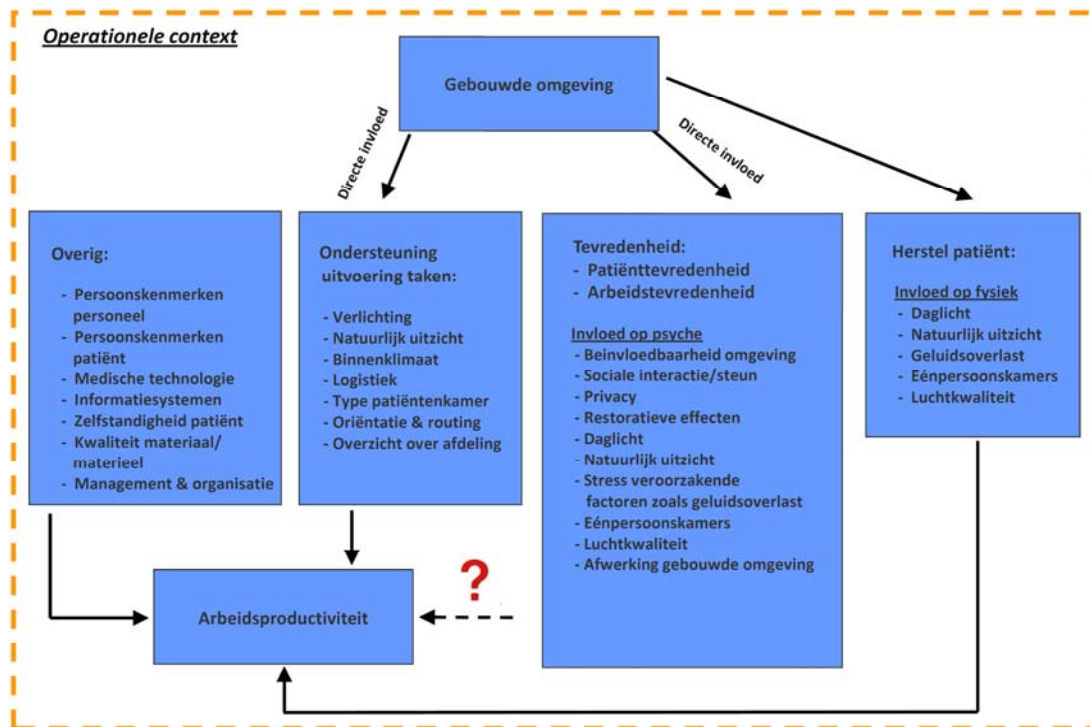 Operationele context
Gebouwde omgeving
Directe invloed
Directe invloed
Overig:
- Persoonskenmerken
personeel
- Persoonskenmerken
patiënt
- Medische technologie
- Informatiesystemen
- Zelfstandigheid patiënt
- Kwaliteit materiaal/
materieel
- Management & organisatie
Ondersteuning
uitvoering taken:
- Verlichting
- Natuurlijk uitzicht
- Binnenklimaat
- Logistiek
- Type patiëntenkamer
- Oriëntatie & routing
- Overzicht over afdeling
Tevredenheid:
- Patiënttevredenheid
- Arbeidstevredenheid
Invloed op psyche
- Beinvloedbaarheid omgeving
- Sociale interactie/steun
- Privacy
- Restoratieve effecten
- Daglicht
- Natuurlijk uitzicht
- Stress veroorzakende
factoren zoals geluidsoverlast
- Eénpersoonskamers
- Luchtkwaliteit
- Afwerking gebouwde omgeving
Herstel patiënt:
Invloed op fysiek
- Daglicht
- Natuurlijk uitzicht
- Geluidsoverlast
- Eénpersoonskamers
- Luchtkwaliteit
?
Arbeidsproductiviteit